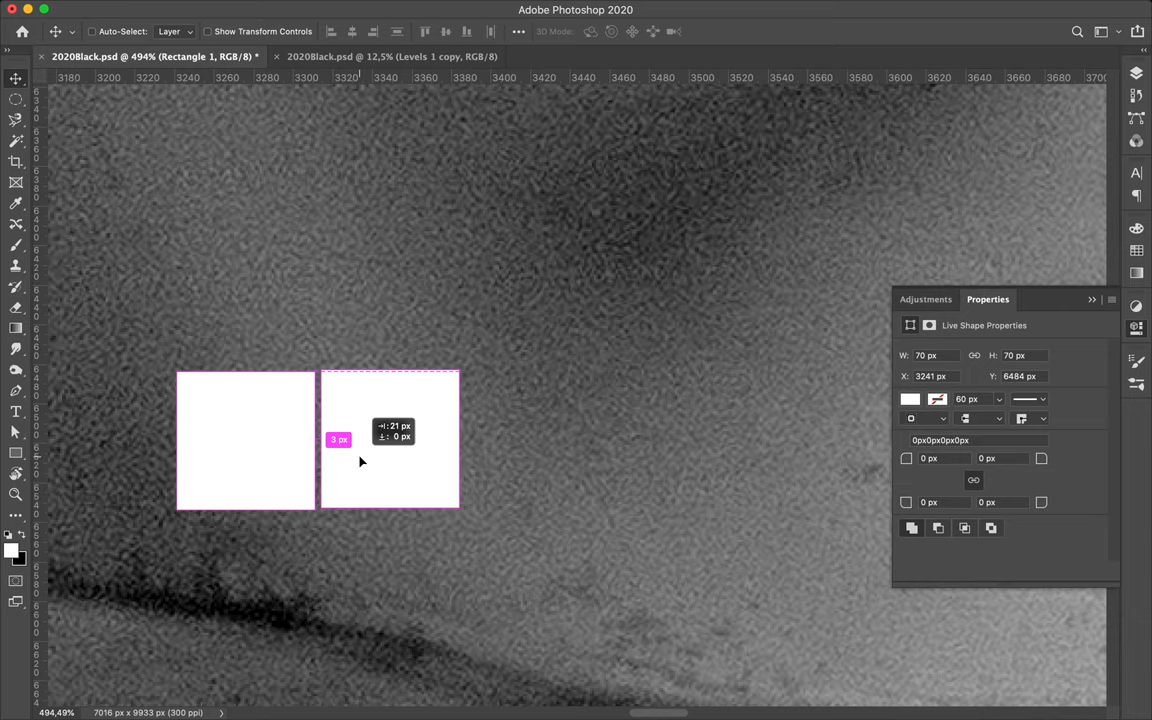 Adobe Photoshop 2020
Auto-Select: Layer Show Transform Controls 3D Mode:
2020Black.psd @ 494% (Rectangle 1, RGB/8) * 2020Black.psd @ 12,5% (Levels 1 copy, RGB/8)
3180 3200 3220 3240 3260 3280 3300 3320 3340 3360 3380 3400 3420 3440 3460 3480 3500 3520 3540 3560 3580 3600 3620 3640 3660 3680 3700
Adjustments Properties
Live Shape Properties
W: 70 px H: 70 px
X: 3241 px Y: 6484 px
60 px
0px0px0px0px
0 px 0 px
0 px 0 px
21 px
3 px
0 px
494,49% 7016 px x 9933 px (300 ppi)